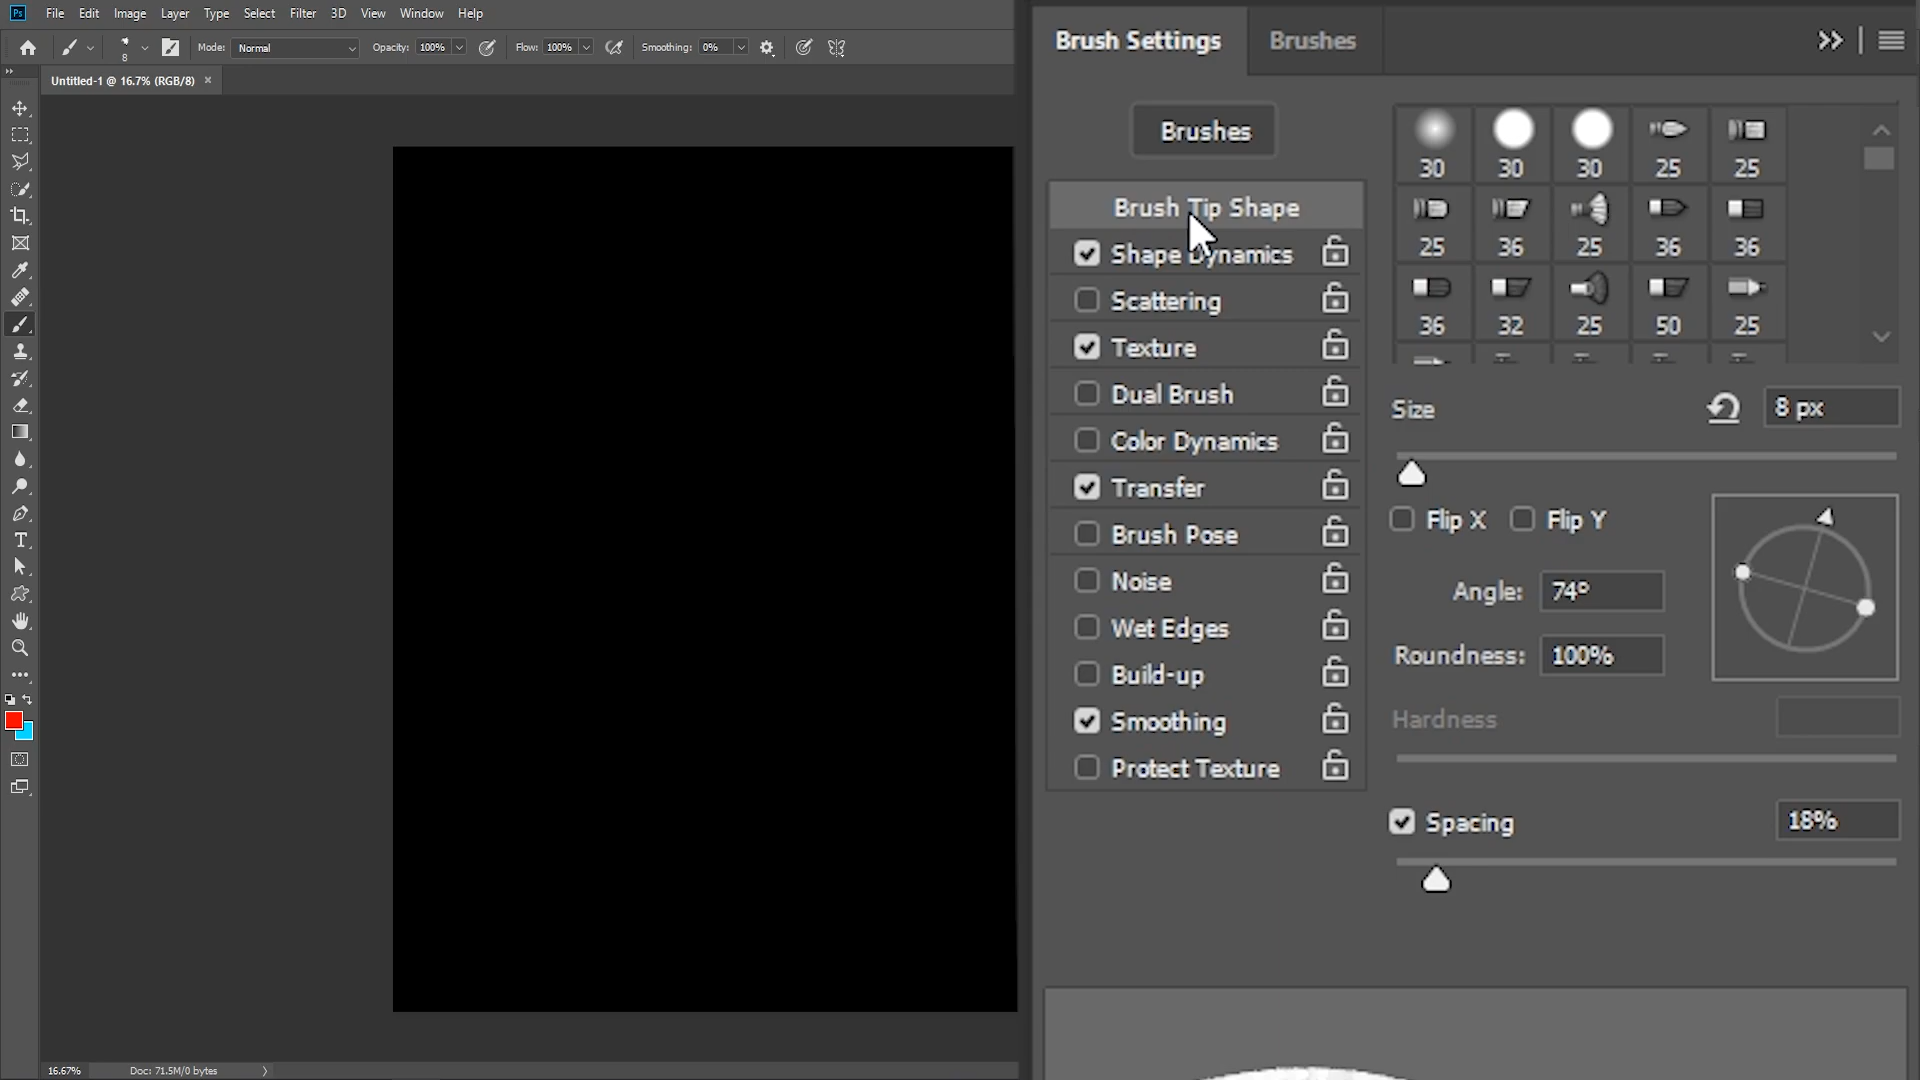 Ps File Edit Image Layer Type Select Filter 3D View Window Help
8 Mode: Normal Opacity: 100% Flow: 100% Smoothing: 0%
Untitled-1 @ 16.7% (RGB/8) ×
T
16.67% Doc: 71.5M/0 bytes
Brush Settings Brushes
Brushes
Brush Tip Shape
Shape Dynamics
Scattering
Texture
Dual Brush
Color Dynamics
Transfer
Brush Pose
Noise
Wet Edges
Build-up
Smoothing
Protect Texture
30 30 30 25 25
25 36 25 36 36
36 32 25 50 25
Size 8 px
Flip X Flip Y
Angle: 74º
Roundness: 100%
Hardness
Spacing 18%